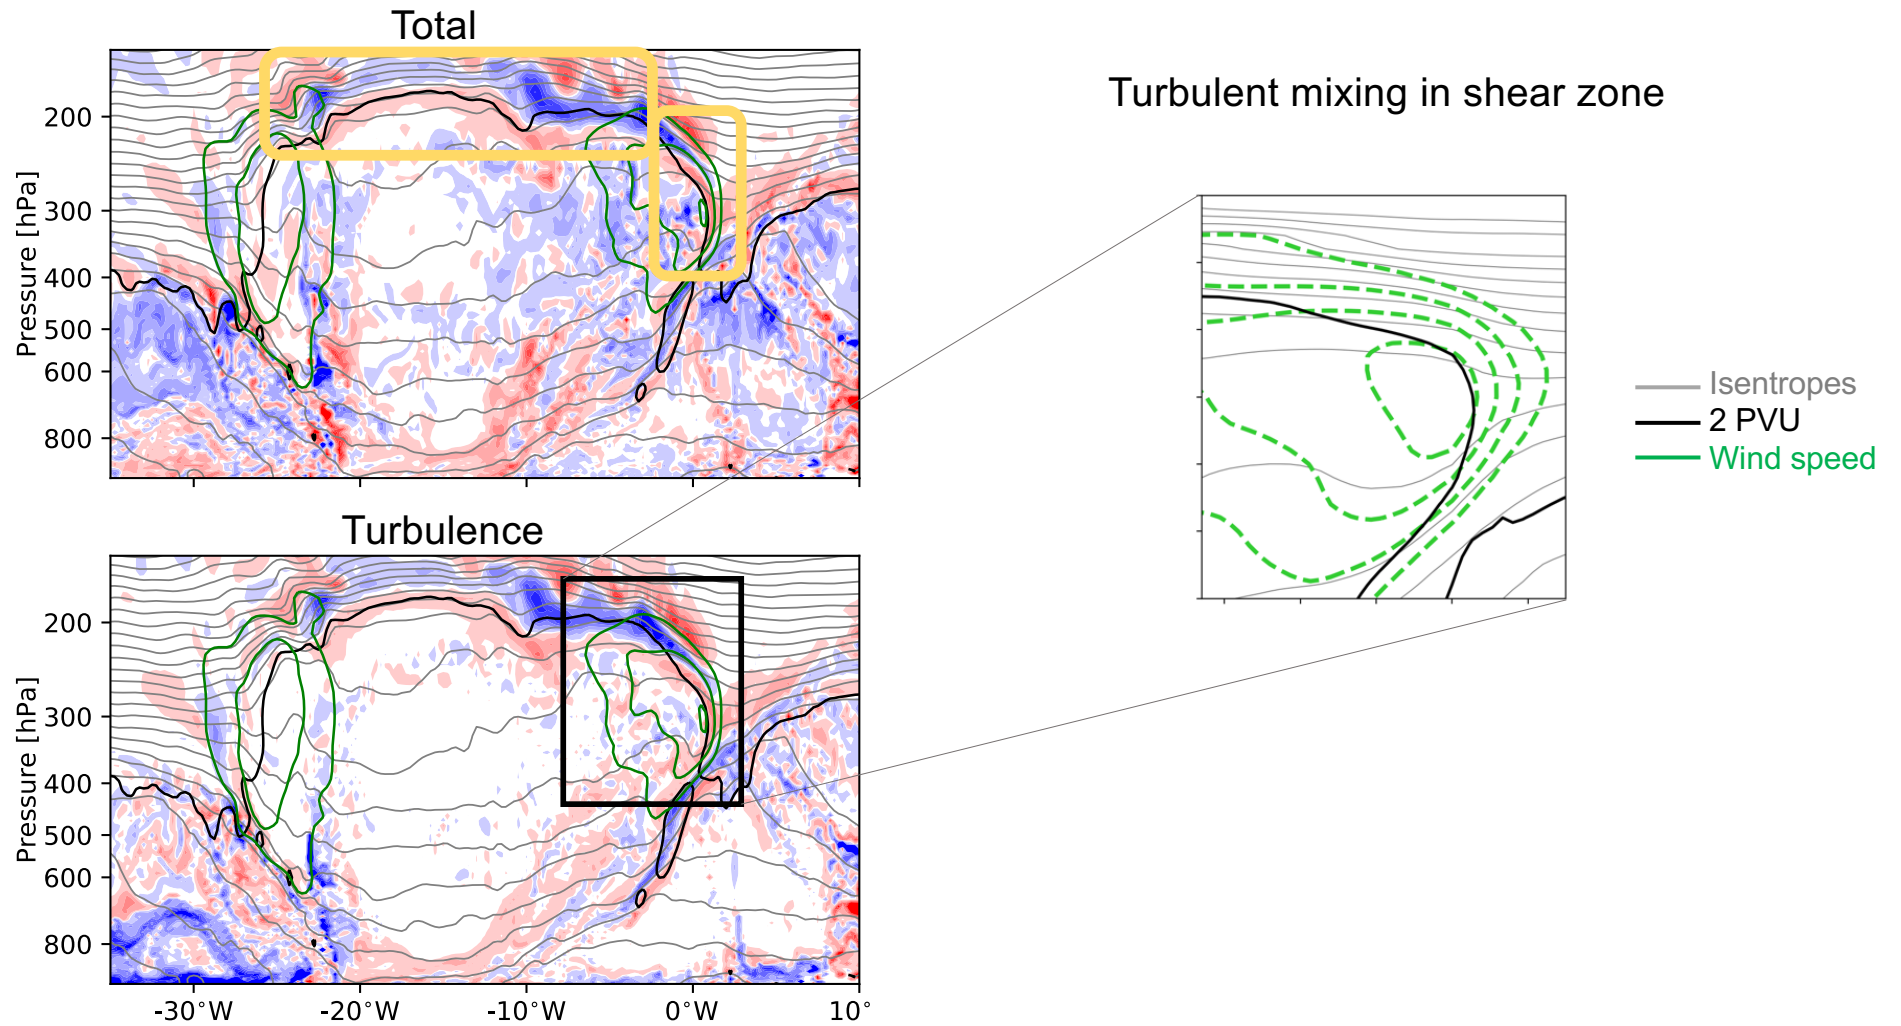 Total
Pressure [hPa]
200
300
400
500
600
800
Turbulence
Pressure [hPa]
200
300
400
500
600
800
-30°W
-20°W
-10°W
0°W
10°
Turbulent mixing in shear zone
Isentropes
2 PVU
Wind speed